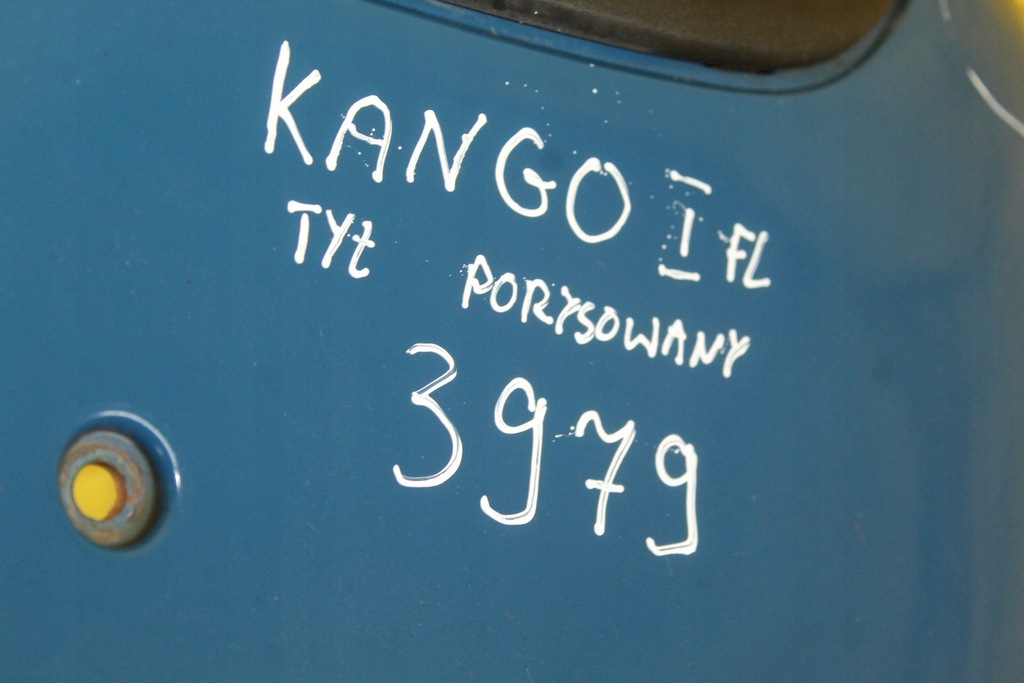 KANGO I FL
TYł PORYSOWANY
3979